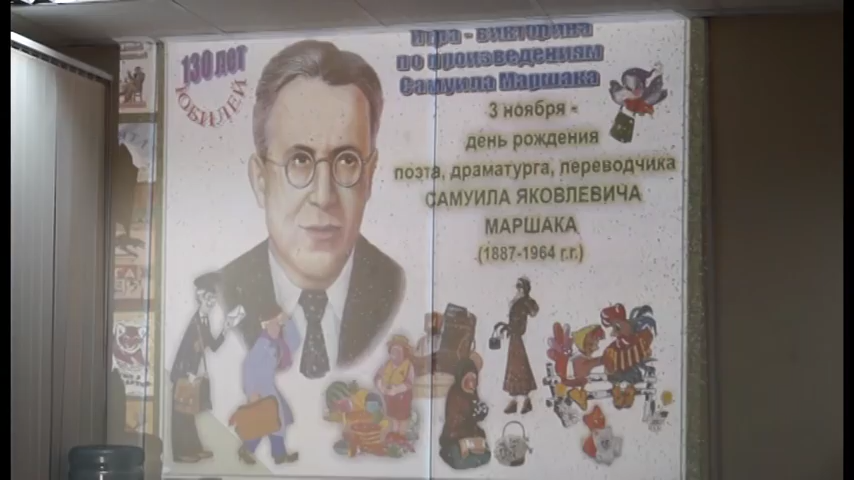 130 ЛЕТ
ЮБИЛЕЙ
Игра - викторина
по произведениям
Самуила Маршака
3 ноября -
день рождения
поэта, драматурга, переводчика
САМУИЛА ЯКОВЛЕВИЧА
МАРШАКА
(1887-1964 г.г.)